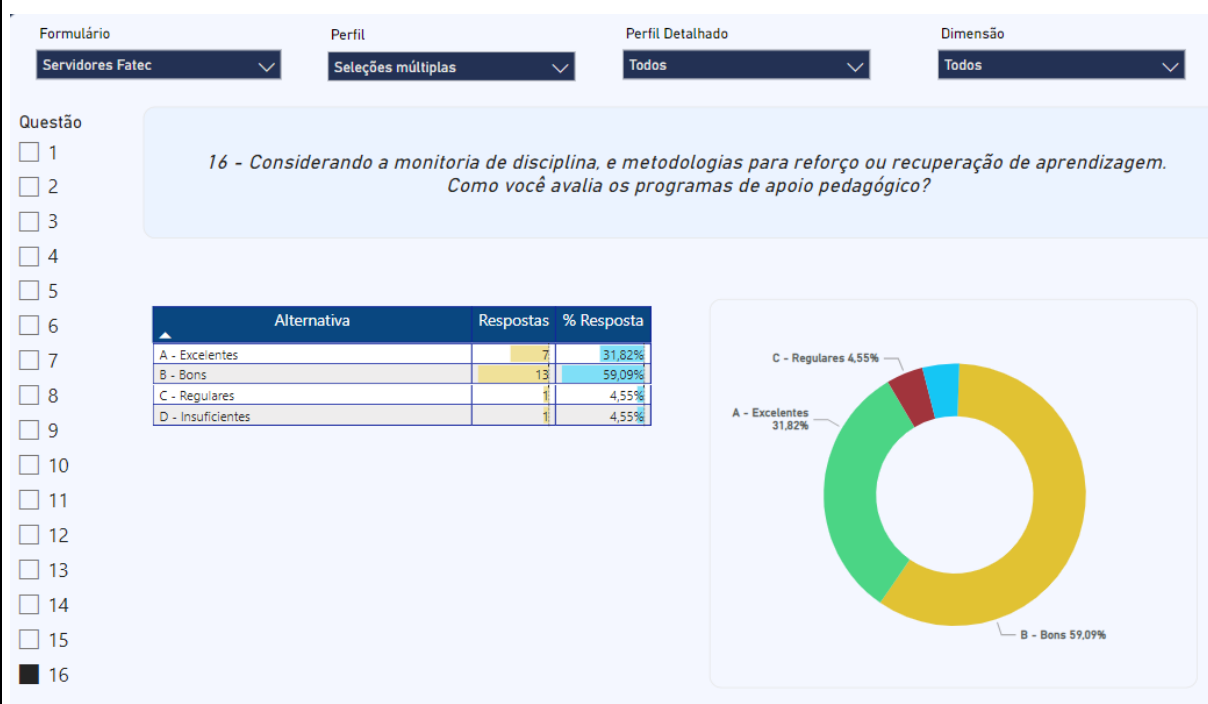 Formulário
Perfil
Perfil Detalhado
Dimensão
Servidores Fatec
Seleções múltiplas
Todos
Todos
Questão
1
2
3
4
5
6
7
8
9
10
11
12
13
14
15
16
16 - Considerando a monitoria de disciplina, e metodologias para reforço ou recuperação de aprendizagem.
Como você avalia os programas de apoio pedagógico?
Alternativa Respostas % Resposta
A - Excelentes 7 31,82%
B - Bons 13 59,09%
C - Regulares 1 4,55%
D - Insuficientes 1 4,55%
C - Regulares 4,55%
A - Excelentes
31,82%
B - Bons 59,09%